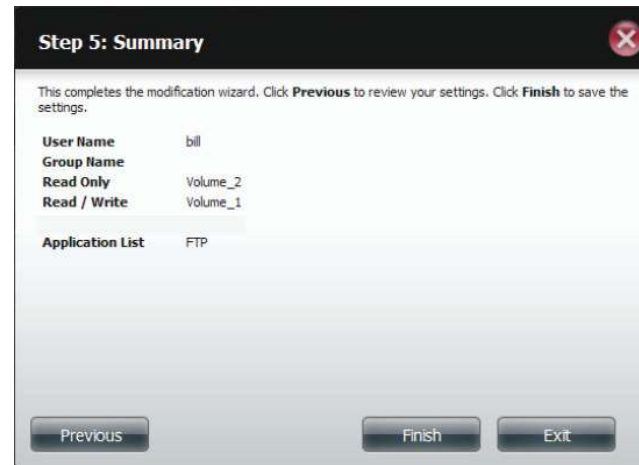 Step 5: Summary
This completes the modification wizard. Click Previous to review your settings. Click Finish to save the
settings.
User Name bill
Group Name
Read Only Volume_2
Read / Write Volume_1
Application List FTP
Previous Finish Exit